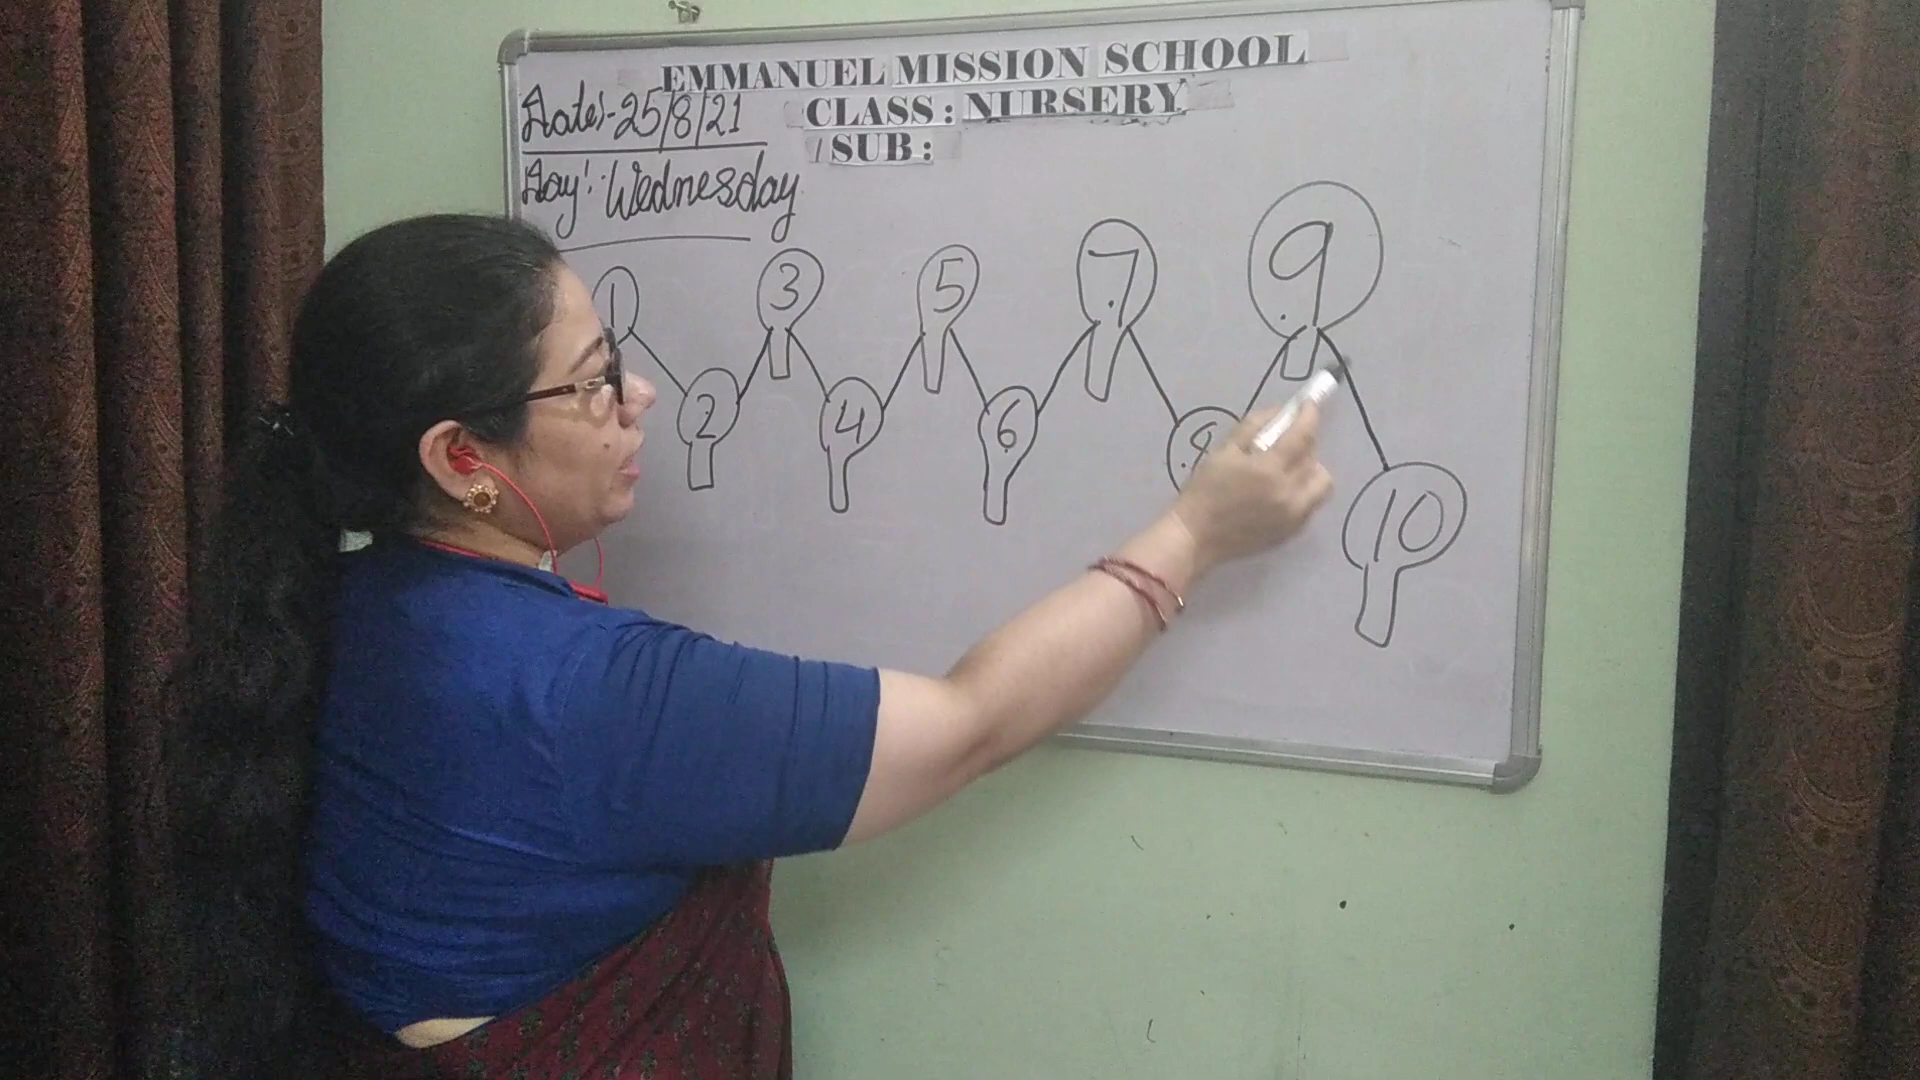 EMMANUEL MISSION SCHOOL
Date:-25/8/21
CLASS : NURSERY
SUB :
Day:-Wednesday
1 3 5 7 9
2 4 6 8 10